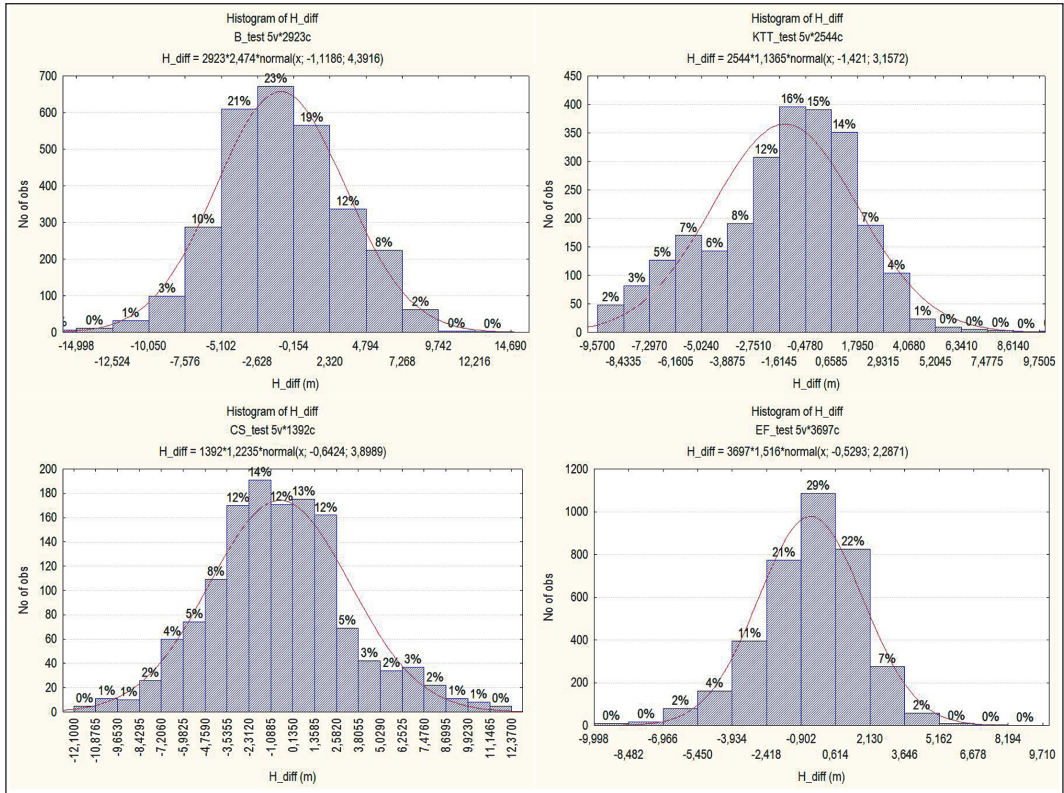 Histogram of H_diff
B_test 5v*2923c
H_diff = 2923*2,474*normal(x; -1,1186; 4,3916)
700
600
500
400
300
200
100
0
No of obs
0% 1% 3% 10% 21% 23% 19% 12% 8% 2% 0% 0%
-14,998 -10,050 -5,102 -0,154 4,794 9,742 14,690
-12,524 -7,576 -2,628 2,320 7,268 12,216
H_diff (m)
Histogram of H_diff
KTT_test 5v*2544c
H_diff = 2544*1,1365*normal(x; -1,421; 3,1572)
450
400
350
300
250
200
150
100
50
0
No of obs
2% 3% 5% 7% 6% 8% 12% 16% 15% 14% 7% 4% 1% 0% 0% 0%
-9,5700 -7,2970 -5,0240 -2,7510 -0,4780 1,7950 4,0680 6,3410 8,6140
-8,4335 -6,1605 -3,8875 -1,6145 0,6585 2,9315 5,2045 7,4775 9,7505
H_diff (m)
Histogram of H_diff
CS_test 5v*1392c
H_diff = 1392*1,2235*normal(x; -0,6424; 3,8989)
200
180
160
140
120
100
80
60
40
20
0
No of obs
0% 1% 1% 2% 4% 5% 8% 12% 14% 12% 13% 12% 5% 3% 2% 3% 2% 1% 1% 0%
-12,1000 -10,8765 -9,6530 -8,4295 -7,2060 -5,9825 -4,7590 -3,5355 -2,3120 -1,0885 0,1350 1,3585 2,5820 3,8055 5,0290 6,2525 7,4760 8,6995 9,9230 11,1465 12,3700
H_diff (m)
Histogram of H_diff
EF_test 5v*3697c
H_diff = 3697*1,516*normal(x; -0,5293; 2,2871)
1200
1000
800
600
400
200
0
No of obs
0% 0% 2% 4% 11% 21% 29% 22% 7% 2% 0% 0% 0%
-9,998 -6,966 -3,934 -0,902 2,130 5,162 8,194
-8,482 -5,450 -2,418 0,614 3,646 6,678 9,710
H_diff (m)